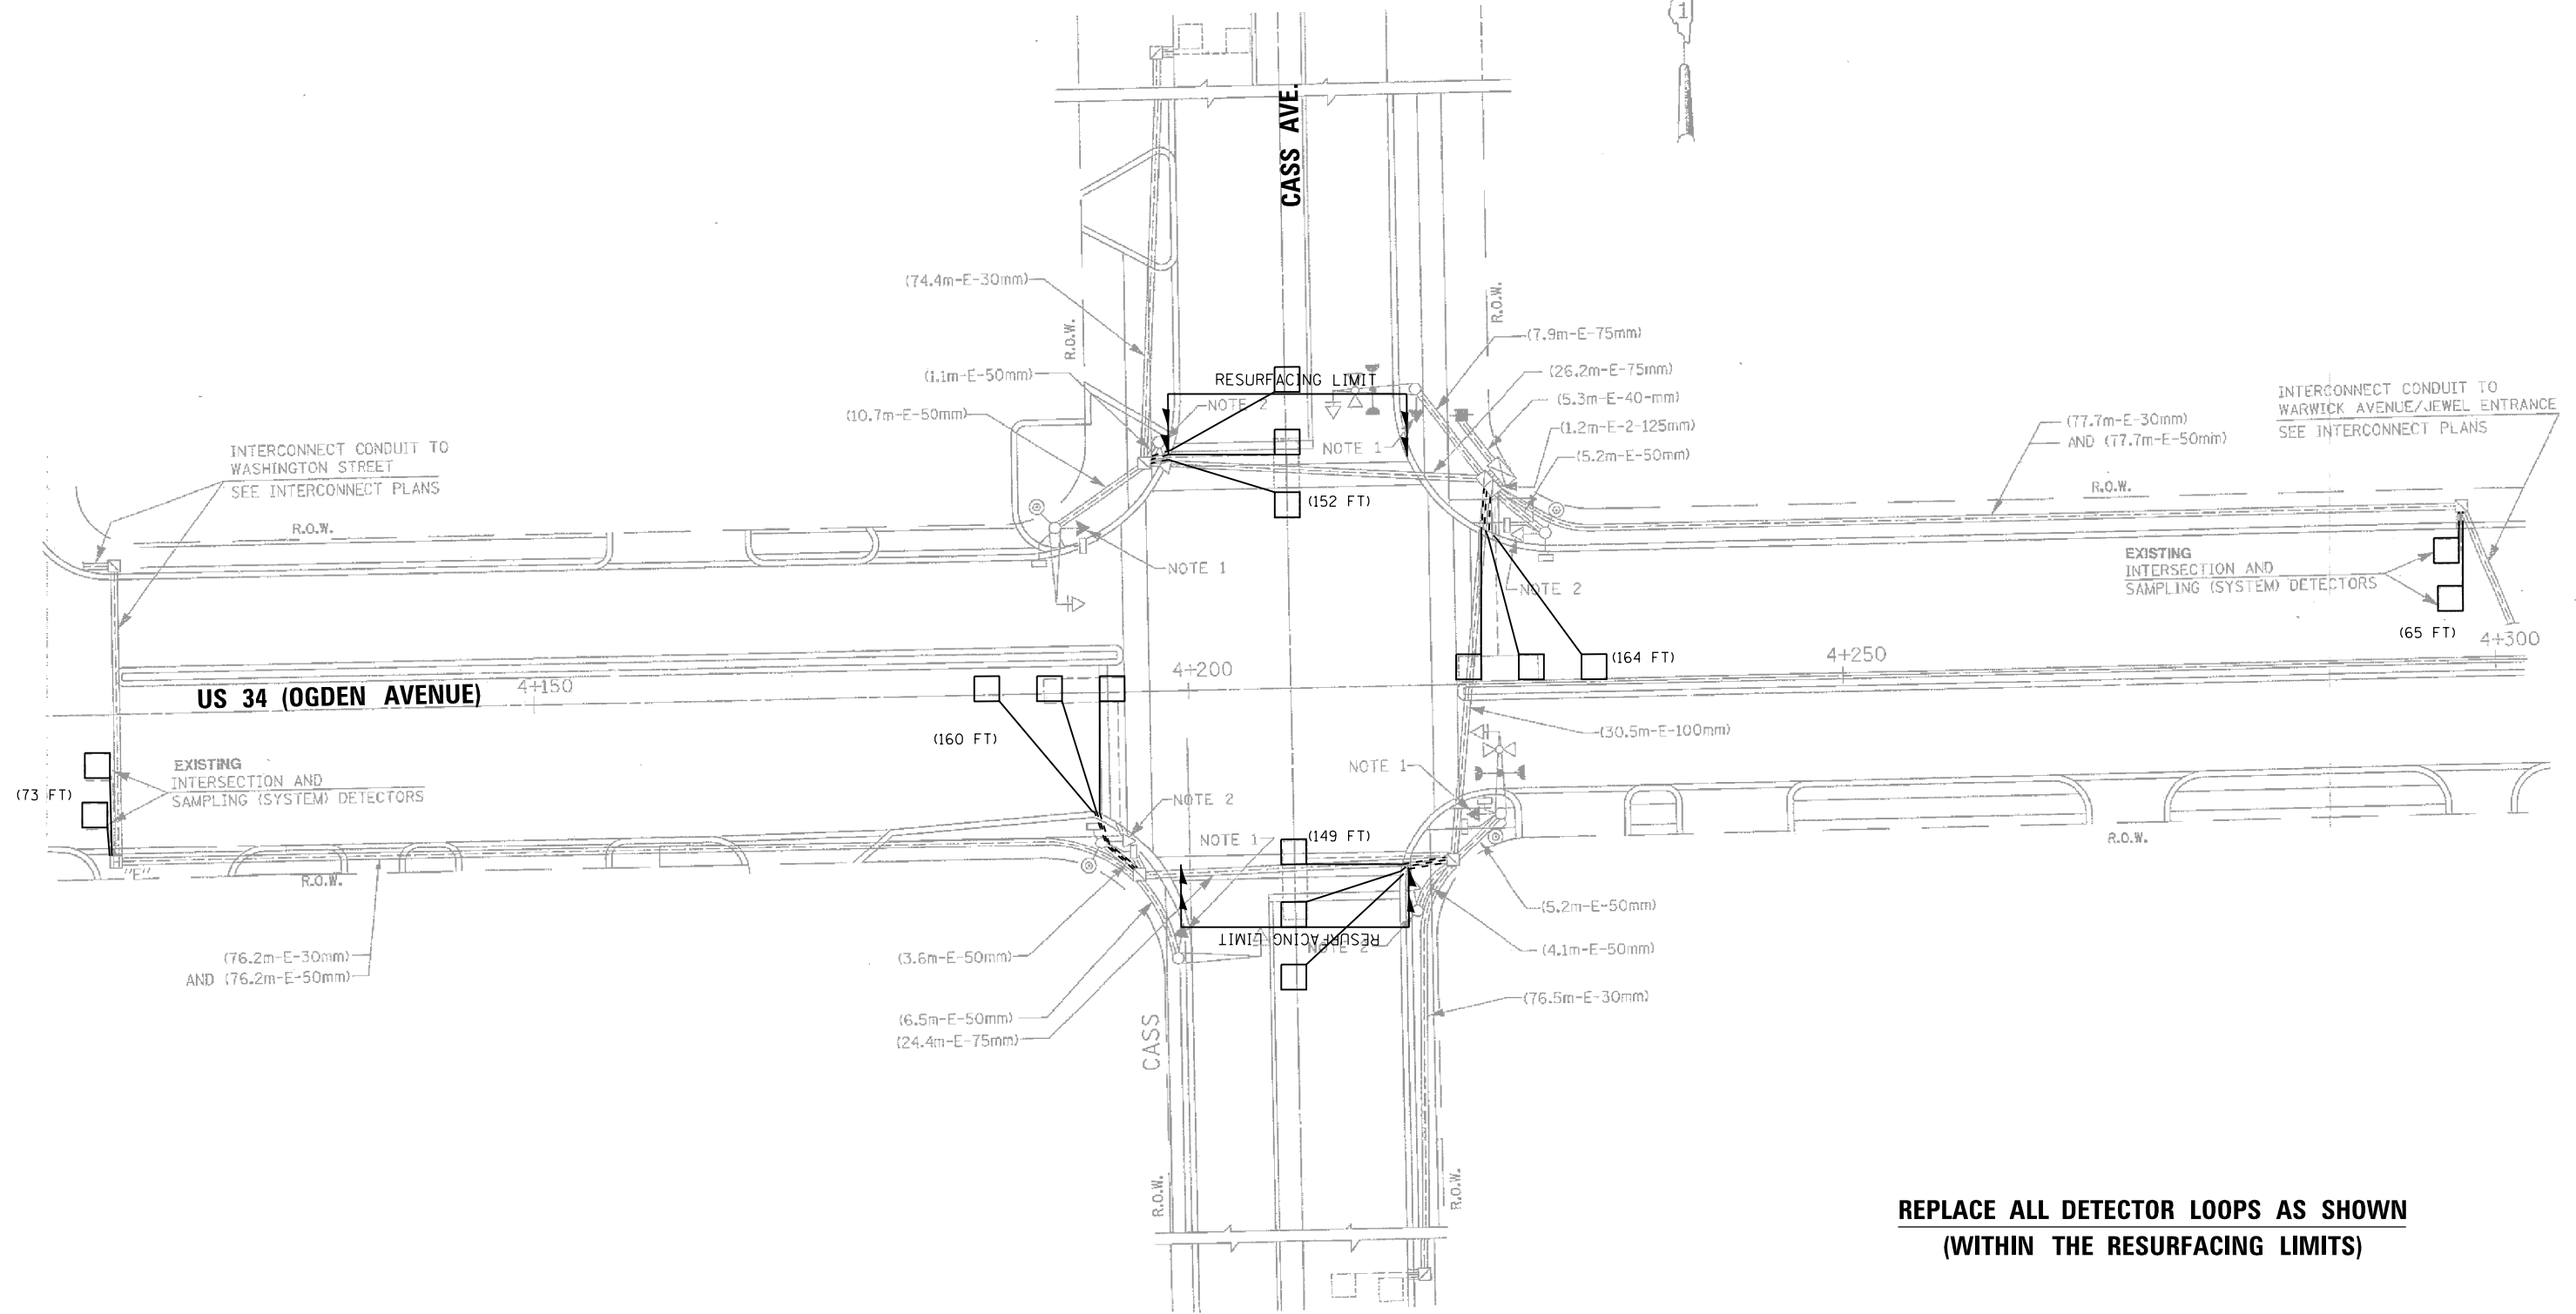 1
CASS AVE.
(74.4m-E-30mm)
R.O.W.
R.O.W.
(7.9m-E-75mm)
(1.1m-E-50mm)
RESURFACING LIMIT
(26.2m-E-75mm)
(10.7m-E-50mm)
NOTE 2
(5.3m-E-40-mm)
(1.2m-E-2-125mm)
NOTE 1
(5.2m-E-50mm)
(77.7m-E-30mm)
AND (77.7m-E-50mm)
INTERCONNECT CONDUIT TO
WARWICK AVENUE/JEWEL ENTRANCE
SEE INTERCONNECT PLANS
INTERCONNECT CONDUIT TO
WASHINGTON STREET
SEE INTERCONNECT PLANS
(152 FT)
R.O.W.
R.O.W.
NOTE 1
NOTE 2
EXISTING
INTERSECTION AND
SAMPLING (SYSTEM) DETECTORS
(65 FT)
4+300
(164 FT)
4+250
4+200
4+150
US 34 (OGDEN AVENUE)
(160 FT)
(30.5m-E-100mm)
EXISTING
INTERSECTION AND
SAMPLING (SYSTEM) DETECTORS
(73 FT)
NOTE 1
NOTE 2
NOTE 1
(149 FT)
R.O.W.
"E"
R.O.W.
(5.2m-E-50mm)
RESURFACING LIMIT
NOTE 2
(4.1m-E-50mm)
(3.6m-E-50mm)
(76.2m-E-30mm)
AND (76.2m-E-50mm)
(76.5m-E-30mm)
(6.5m-E-50mm)
(24.4m-E-75mm)
CASS
R.O.W.
R.O.W.
REPLACE ALL DETECTOR LOOPS AS SHOWN
(WITHIN THE RESURFACING LIMITS)